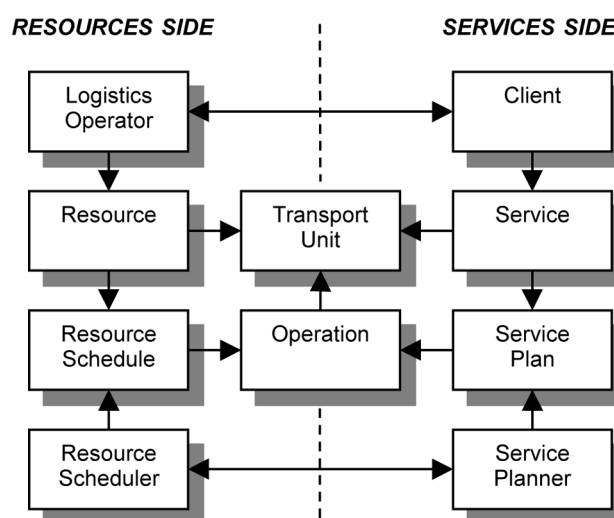 RESOURCES SIDE
SERVICES SIDE
Logistics
Operator
Client
Resource
Transport
Unit
Service
Resource
Schedule
Operation
Service
Plan
Resource
Scheduler
Service
Planner